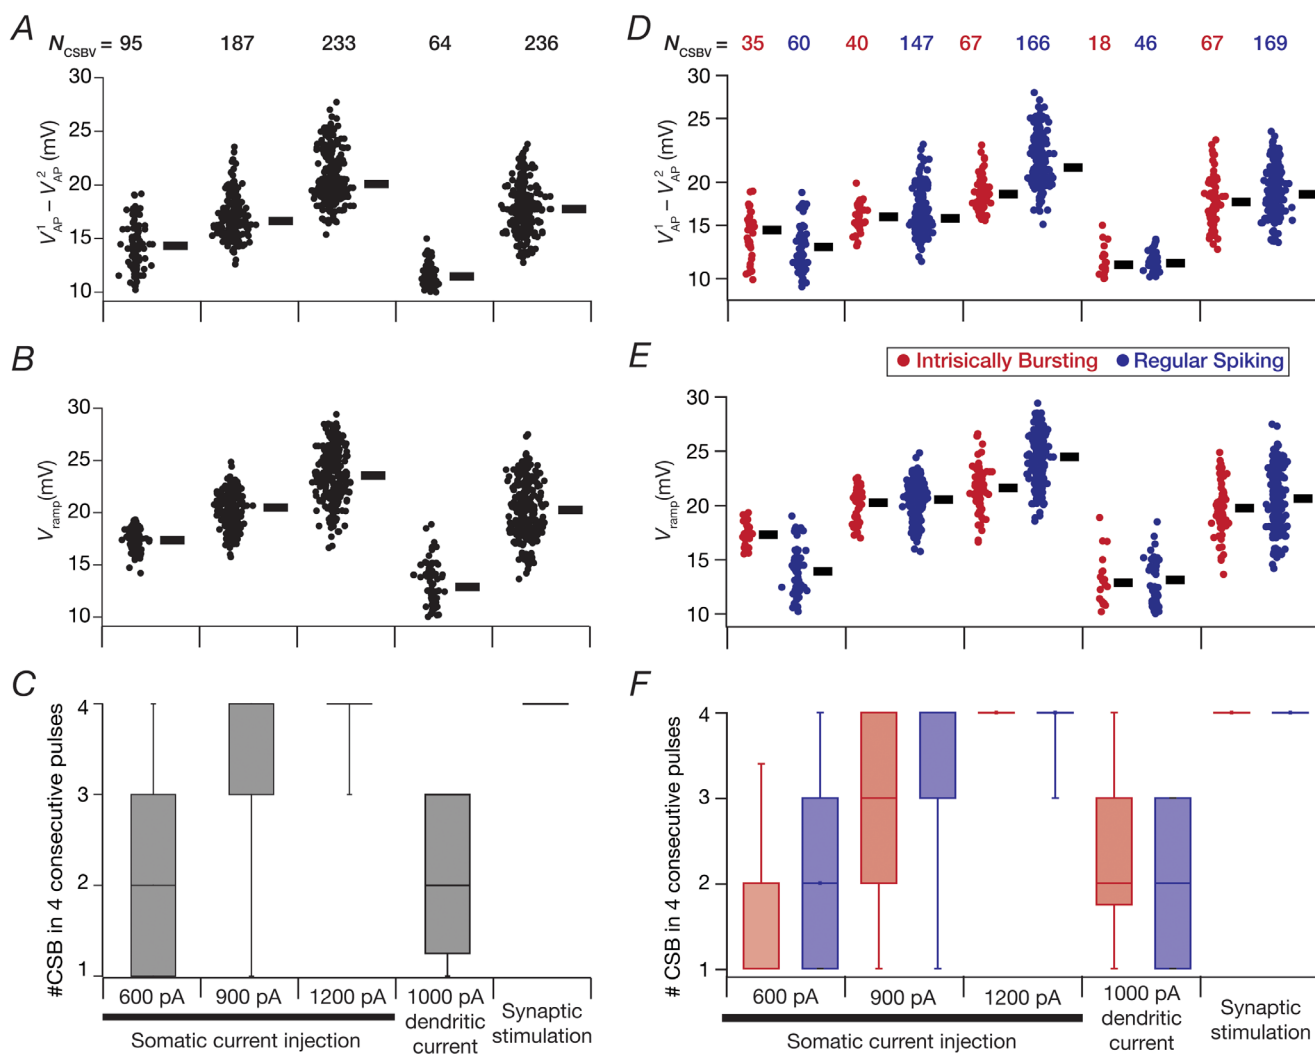 A
N_CSBV = 95 187 233 64 236
V¹_AP − V²_AP (mV)
30
25
20
15
10
B
V_ramp(mV)
30
25
20
15
10
C
#CSB in 4 consecutive pulses
4
3
2
1
600 pA 900 pA 1200 pA 1000 pA dendritic current Synaptic stimulation
Somatic current injection
D
N_CSBV = 35 60 40 147 67 166 18 46 67 169
V¹_AP − V²_AP (mV)
30
25
20
15
10
E
Intrisically Bursting Regular Spiking
V_ramp (mV)
30
25
20
15
10
F
# CSB in 4 consecutive pulses
4
3
2
1
600 pA 900 pA 1200 pA 1000 pA dendritic current Synaptic stimulation
Somatic current injection